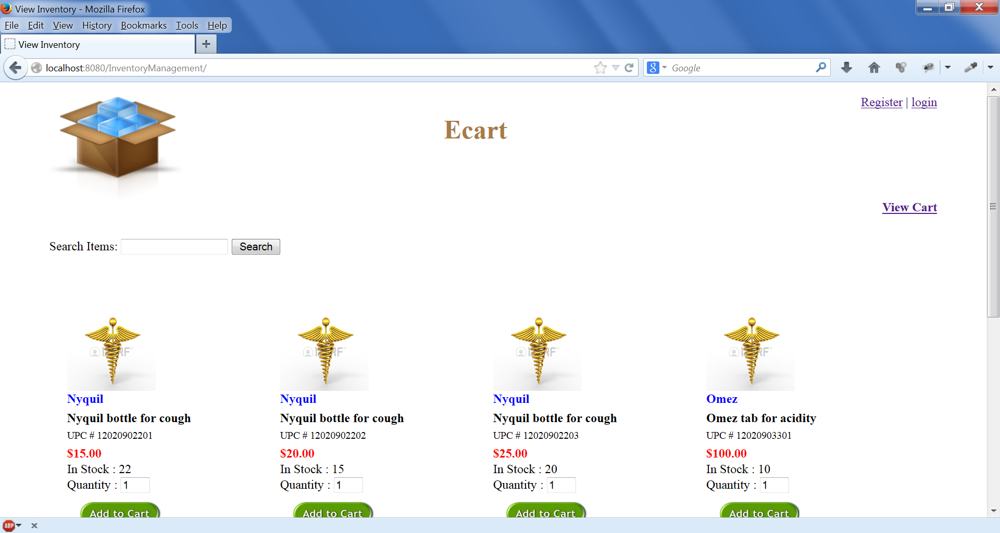 View Inventory - Mozilla Firefox
File Edit View History Bookmarks Tools Help
View Inventory
localhost:8080/InventoryManagement/
8 Google
Register | login
Ecart
View Cart
Search Items: Search
Nyquil
Nyquil bottle for cough
UPC # 12020902201
$15.00
In Stock : 22
Quantity : 1
Add to Cart
Nyquil
Nyquil bottle for cough
UPC # 12020902202
$20.00
In Stock : 15
Quantity : 1
Add to Cart
Nyquil
Nyquil bottle for cough
UPC # 12020902203
$25.00
In Stock : 20
Quantity : 1
Add to Cart
Omez
Omez tab for acidity
UPC # 12020903301
$100.00
In Stock : 10
Quantity : 1
Add to Cart
ABP